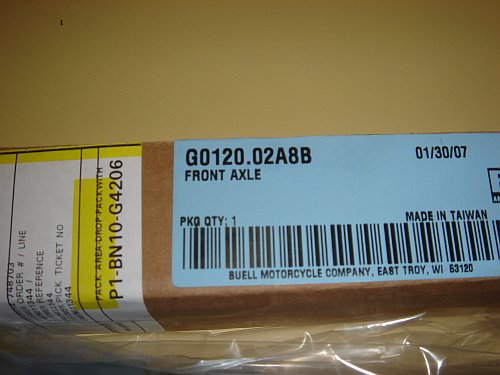 G0120.02A8B
01/30/07
FRONT AXLE
PKG QTY: 1
MADE IN TAIWAN
BUELL MOTORCYCLE COMPANY, EAST TROY, WI 53120
P1-BN10-G4206
PACK AREA-DROP-PACK WITH
PICK TICKET NO
REFERENCE
ORDER # / LINE